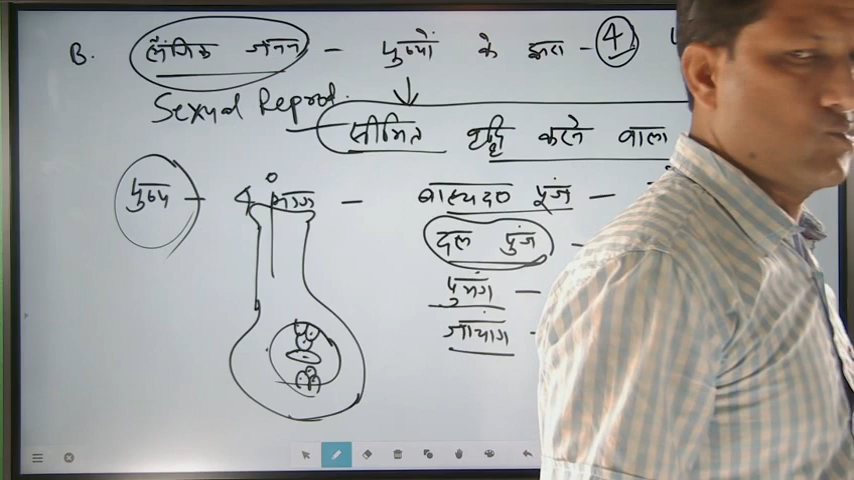 B. लैंगिक जनन - पुष्पों के द्वारा - 4
Sexual Reprod.
सीमित वृद्धि करने वाला
पुष्प - 4 भाग - बाह्यदल पुंज -
दल पुंज -
पुमंग -
जायांग -